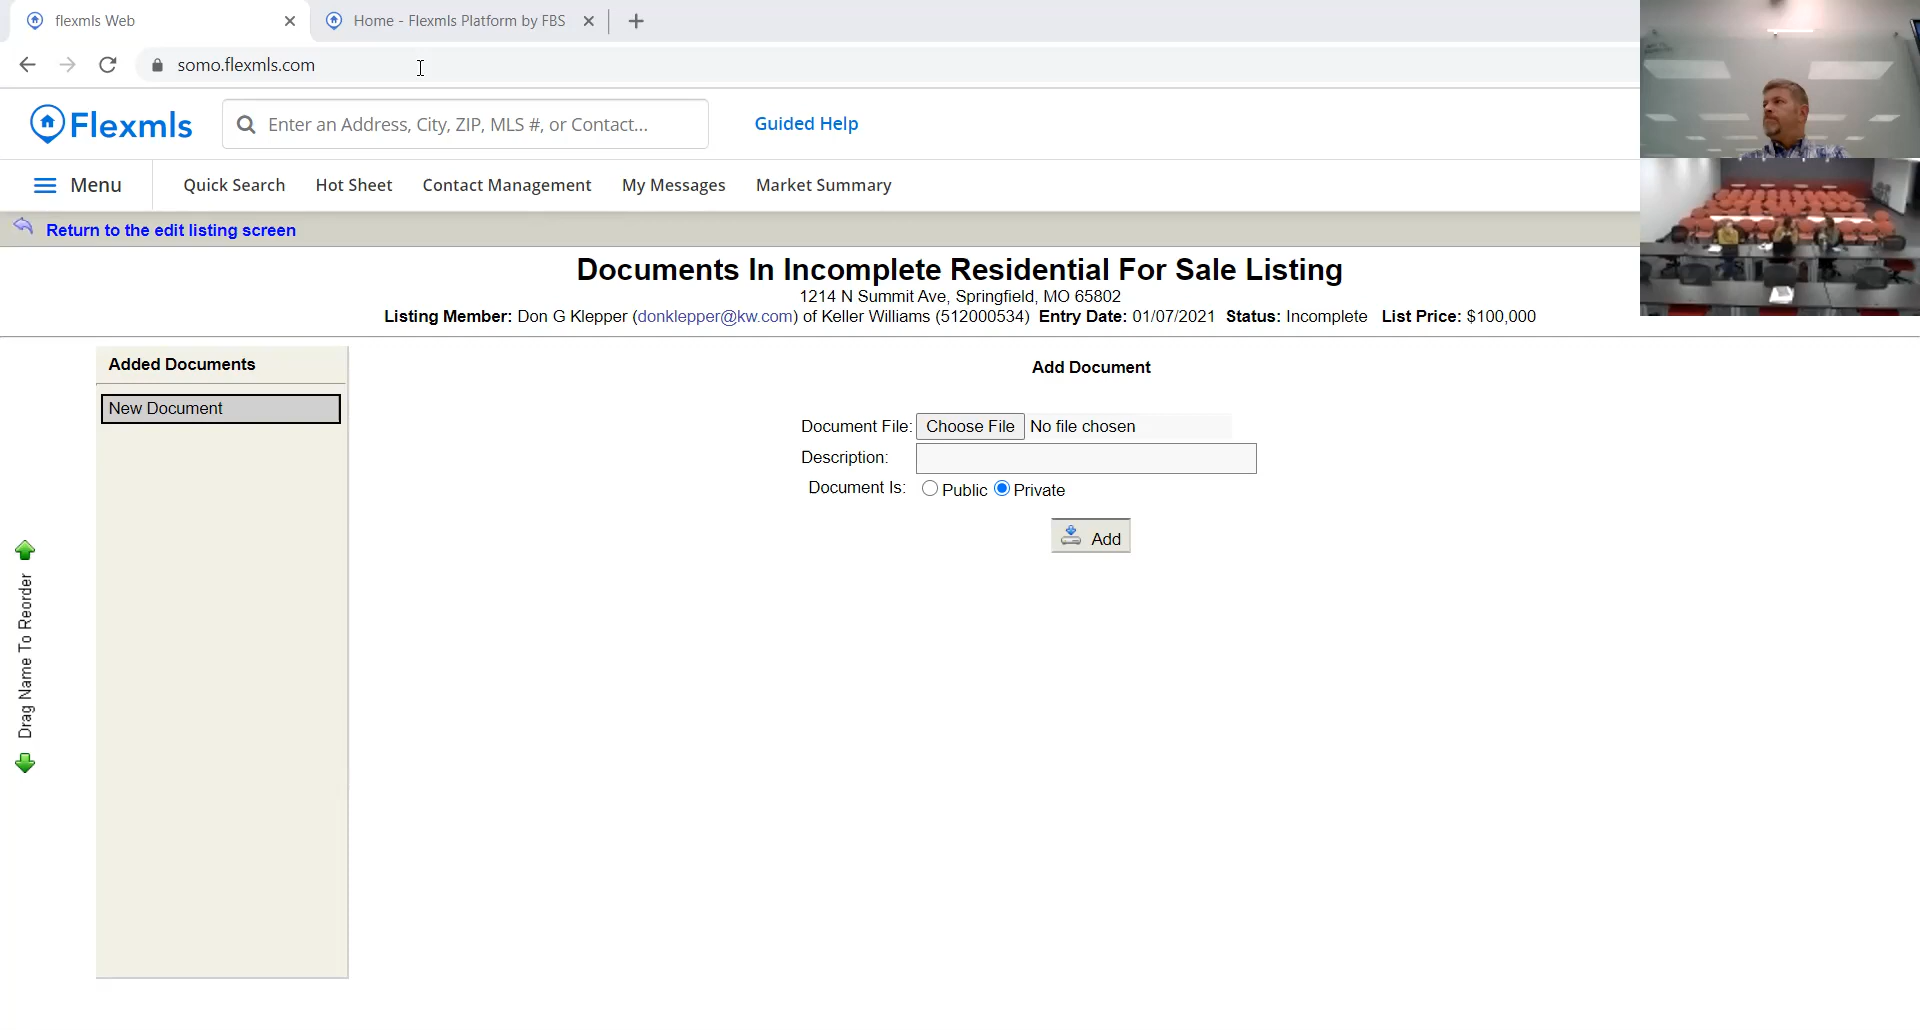 flexmls Web
Home - Flexmls Platform by FBS
somo.flexmls.com
Flexmls
Enter an Address, City, ZIP, MLS #, or Contact...
Guided Help
Menu
Quick Search
Hot Sheet
Contact Management
My Messages
Market Summary
Return to the edit listing screen
Documents In Incomplete Residential For Sale Listing
1214 N Summit Ave, Springfield, MO 65802
Listing Member: Don G Klepper (donklepper@kw.com) of Keller Williams (512000534) Entry Date: 01/07/2021 Status: Incomplete List Price: $100,000
Added Documents
New Document
Drag Name To Reorder
Add Document
Document File: Choose File No file chosen
Description:
Document Is: Public Private
Add